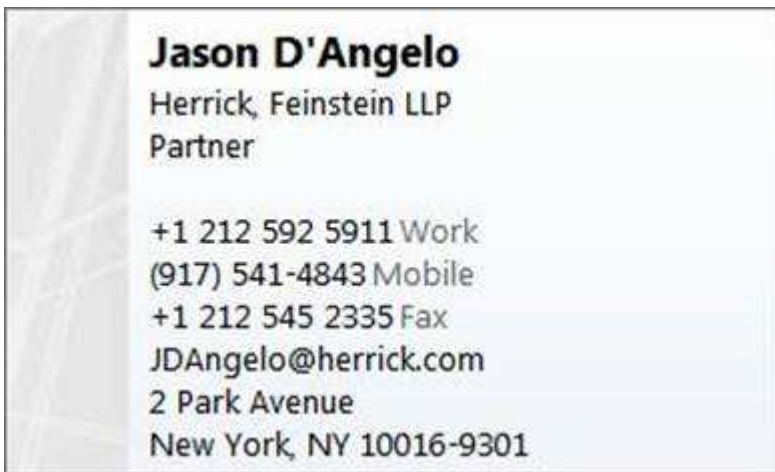 Jason D'Angelo
Herrick, Feinstein LLP
Partner
+1 212 592 5911 Work
(917) 541-4843 Mobile
+1 212 545 2335 Fax
JDAngelo@herrick.com
2 Park Avenue
New York, NY 10016-9301